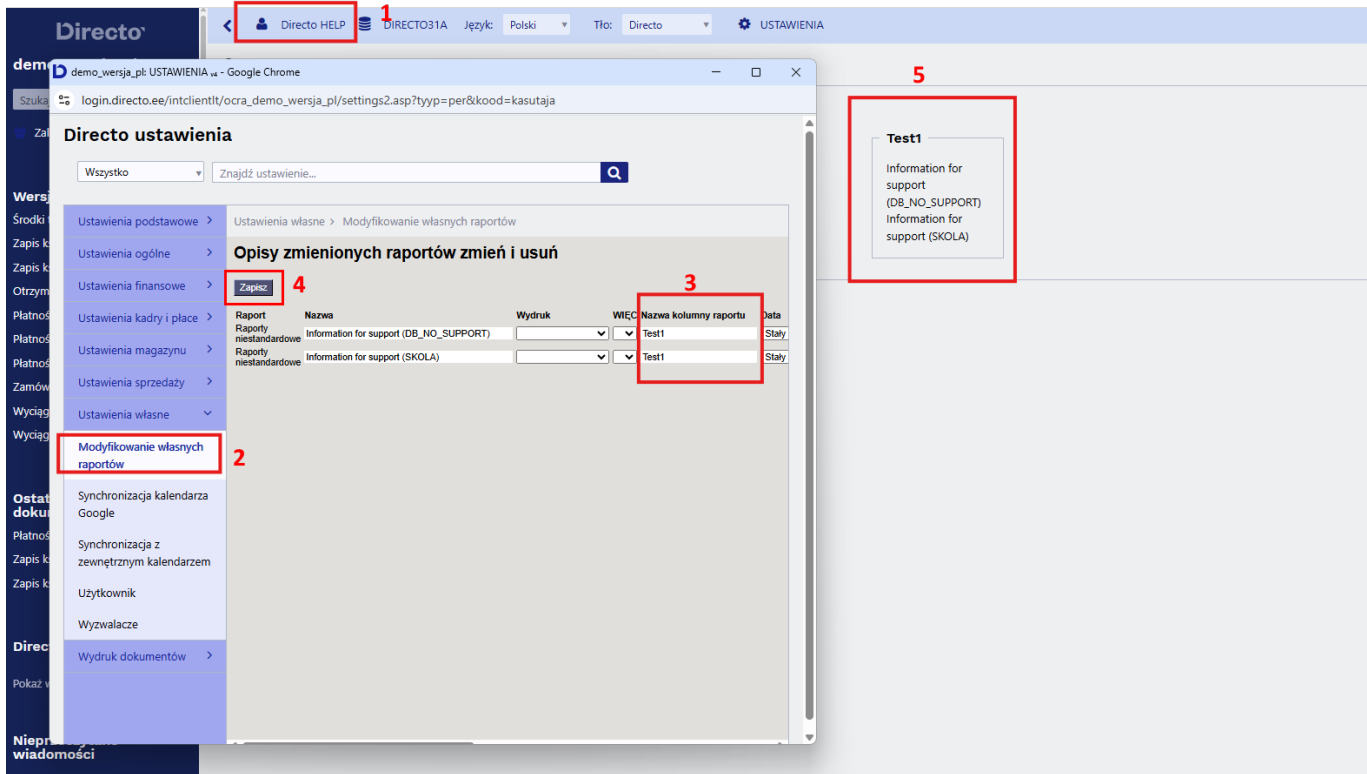 1
Directo
Directo HELP
DIRECTO31A
Język: Polski
Tło: Directo
USTAWIENIA
demo_wersja_pl: USTAWIENIA v4 - Google Chrome
login.directo.ee/intclientlt/ocra_demo_wersja_pl/settings2.asp?typ=per&kood=kasutaja
Szuka
Zal
Wersj
Środki
Zapis k
Zapis k
Otrzym
Płatnoś
Płatnoś
Płatnoś
Zamów
Wyciąg
Wyciąg
Ostat
doku
Płatnoś
Zapis k
Zapis k
Direc
Pokaż w
wiadomości
Directo ustawienia
Wszystko
Znajdź ustawienie...
Ustawienia podstawowe
Ustawienia ogólne
Ustawienia finansowe
Ustawienia kadry i płace
Ustawienia magazynu
Ustawienia sprzedaży
Ustawienia własne
Modyfikowanie własnych
raportów
2
Synchronizacja kalendarza
Google
Synchronizacja z
zewnętrznym kalendarzem
Użytkownik
Wyzwalacze
Wydruk dokumentów
Ustawienia własne > Modyfikowanie własnych raportów
Opisy zmienionych raportów zmień i usuń
Zapisz
4
3
Raport Nazwa Wydruk WIĘC Nazwa kolumny raportu Data
Raporty
niestandardowe Information for support (DB_NO_SUPPORT) Test1 Stały
Raporty
niestandardowe Information for support (SKOLA) Test1 Stały
5
Test1
Information for
support
(DB_NO_SUPPORT)
Information for
support (SKOLA)